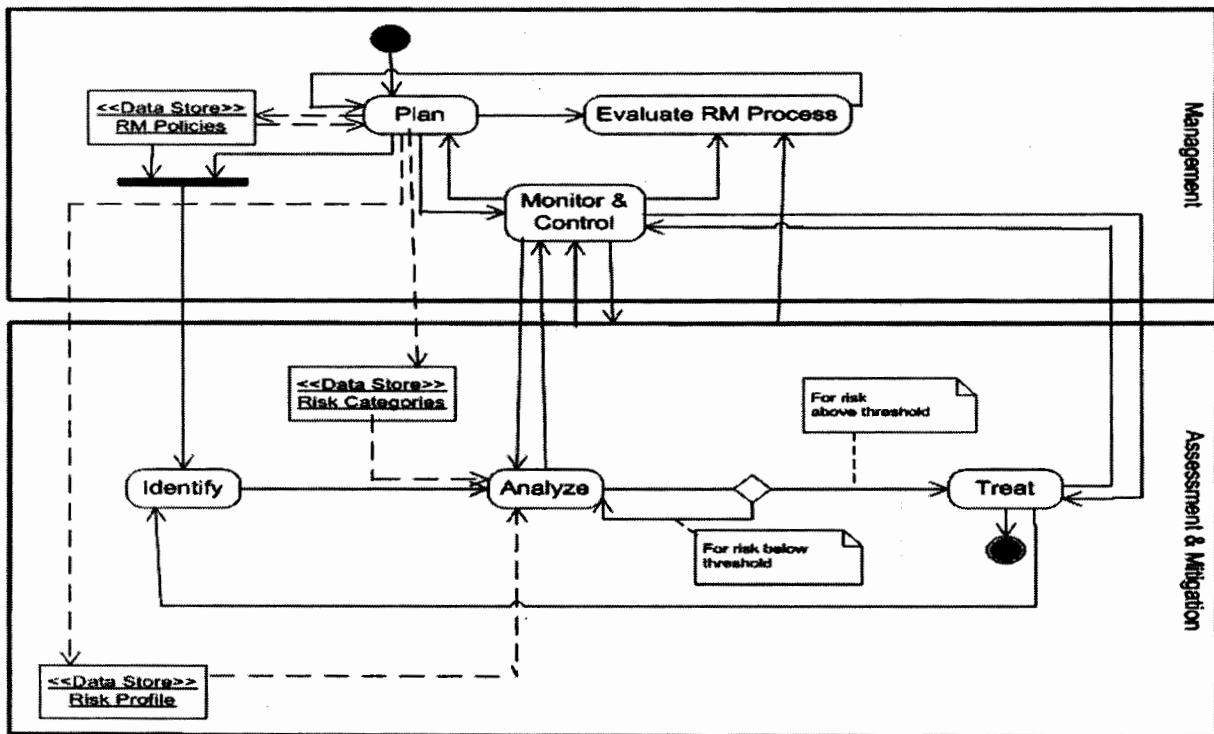 <<Data Store>>
RM Policies
Plan
Evaluate RM Process
Management
Monitor &
Control
<<Data Store>>
Risk Categories
For risk
above threshold
Identify
Analyze
Treat
For risk below
threshold
Assessment & Mitigation
<<Data Store>>
Risk Profile